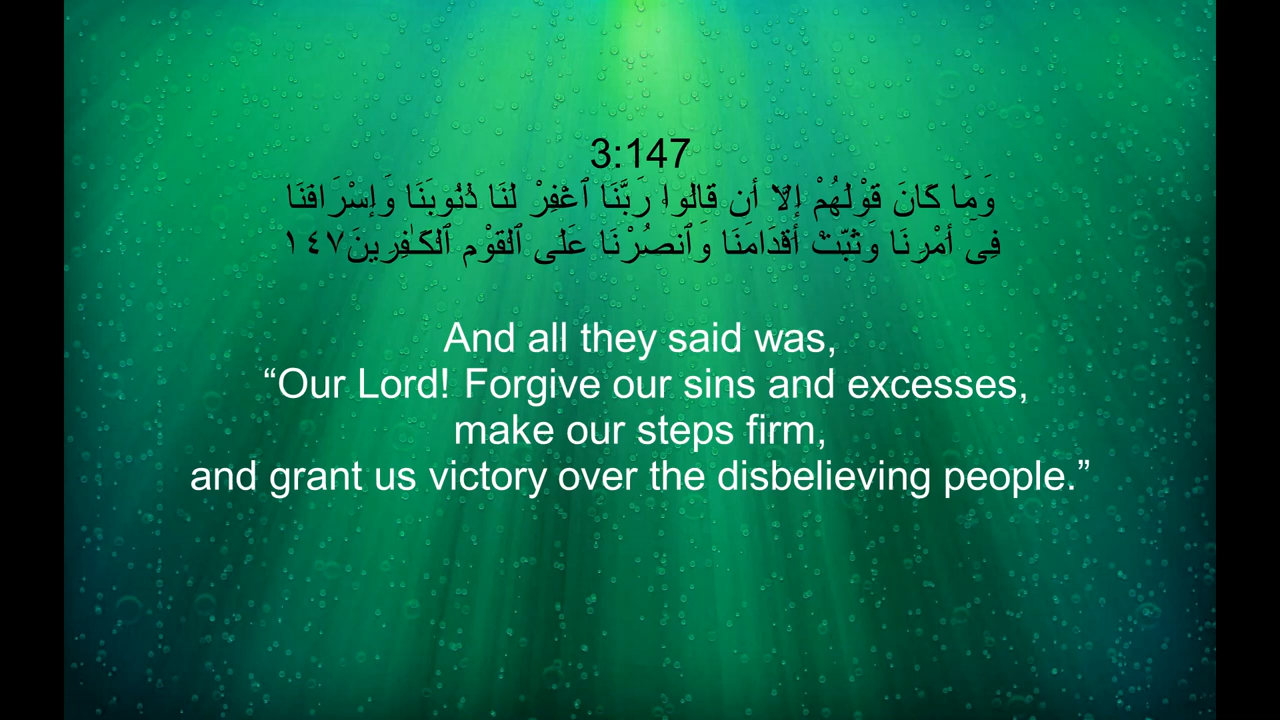 3:147
وَمَا كَانَ قَوْلَهُمْ إِلَّا أَن قَالُوا۟ رَبَّنَا ٱغْفِرْ لَنَا ذُنُوبَنَا وَإِسْرَافَنَا
فِىٓ أَمْرِنَا وَثَبِّتْ أَقْدَامَنَا وَٱنصُرْنَا عَلَى ٱلْقَوْمِ ٱلْكَـٰفِرِينَ١٤٧
And all they said was,
“Our Lord! Forgive our sins and excesses,
make our steps firm,
and grant us victory over the disbelieving people.”